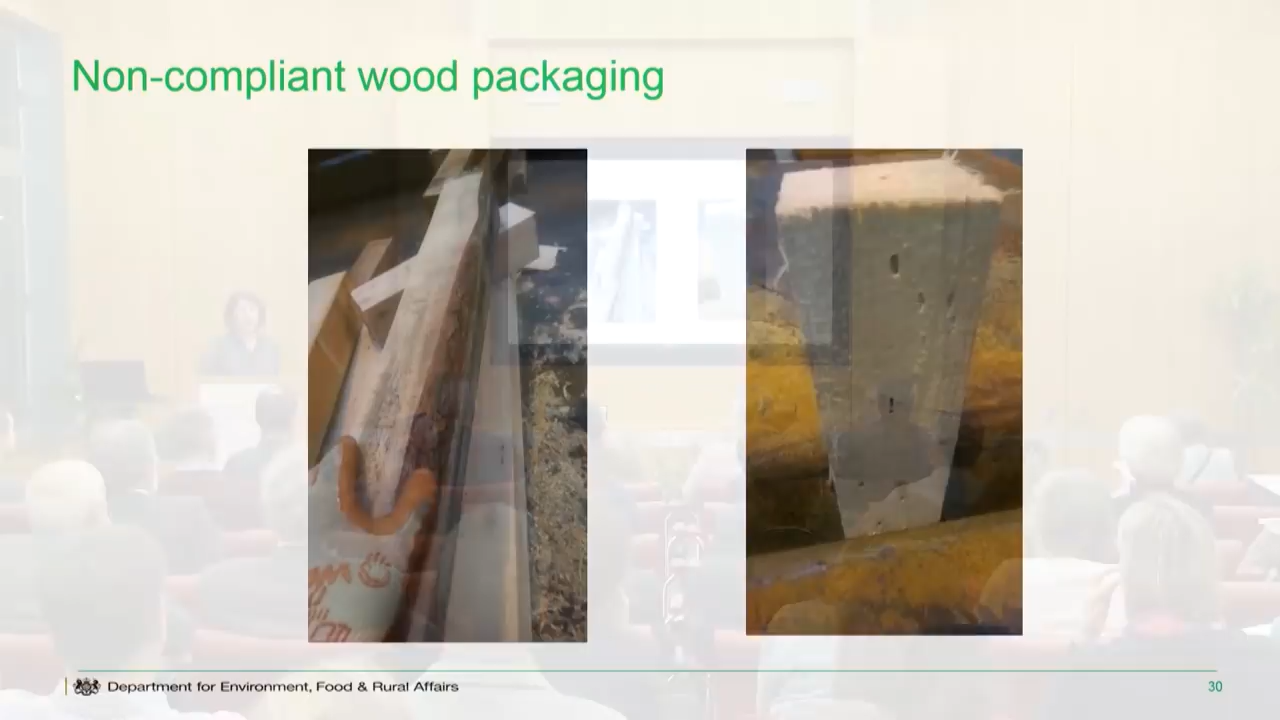 Non-compliant wood packaging
Department for Environment, Food & Rural Affairs
30